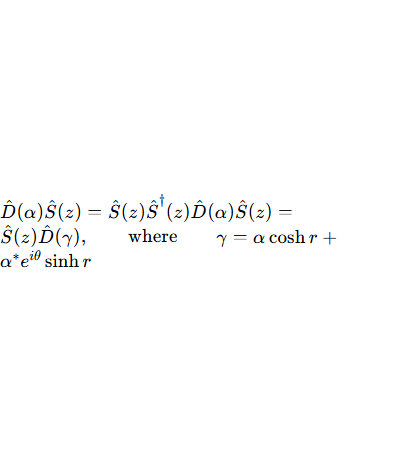 D̂(α)Ŝ(z) = Ŝ(z)Ŝ†(z)D̂(α)Ŝ(z) =
Ŝ(z)D̂(γ), where γ = α cosh r +
α*e^{iθ} sinh r